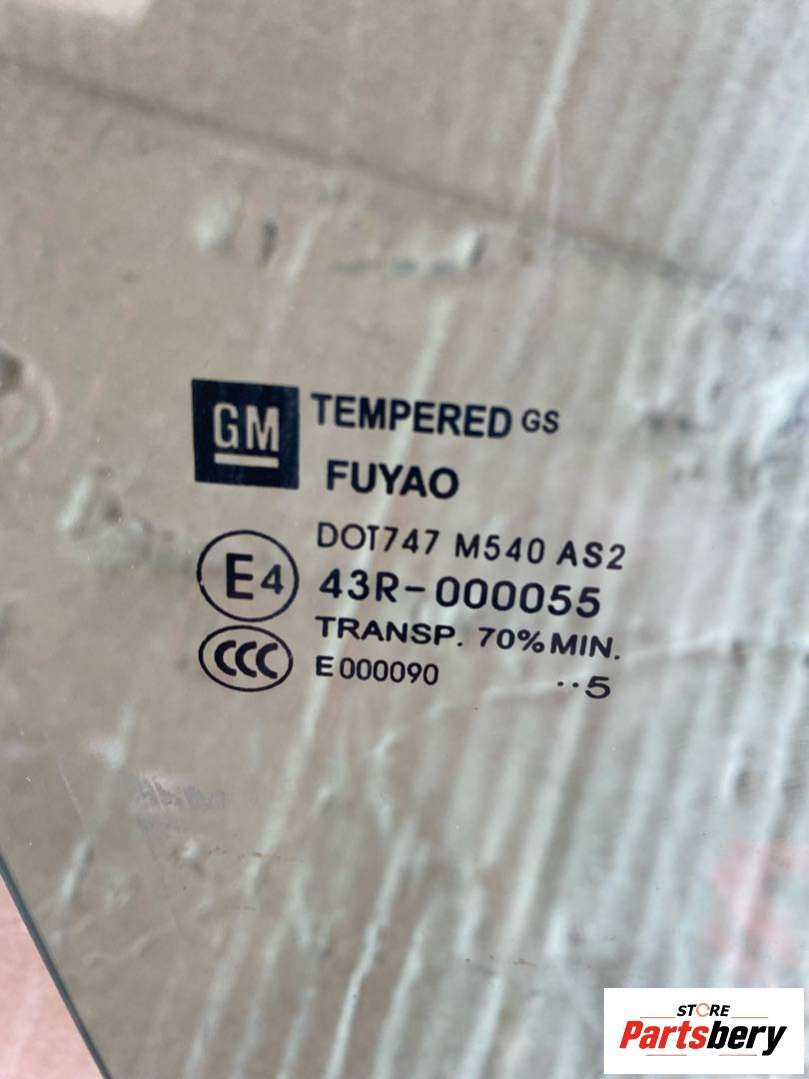 GM TEMPERED GS
FUYAO
DOT747 M540 AS2
E4 43R-000055
TRANSP. 70% MIN.
CCC E000090 ··5
STORE
Partsbery